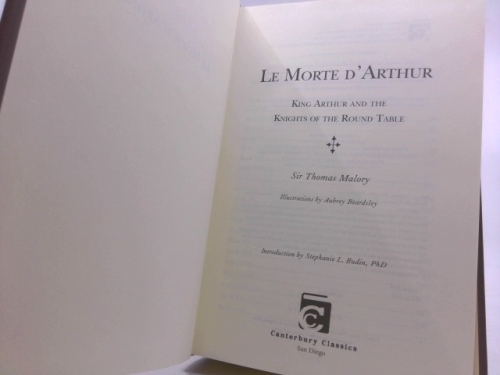 LE MORTE D'ARTHUR
KING ARTHUR AND THE
KNIGHTS OF THE ROUND TABLE
Sir Thomas Malory
Illustrations by Aubrey Beardsley
Introduction by Stephanie L. Budin, PhD
C
Canterbury Classics
San Diego